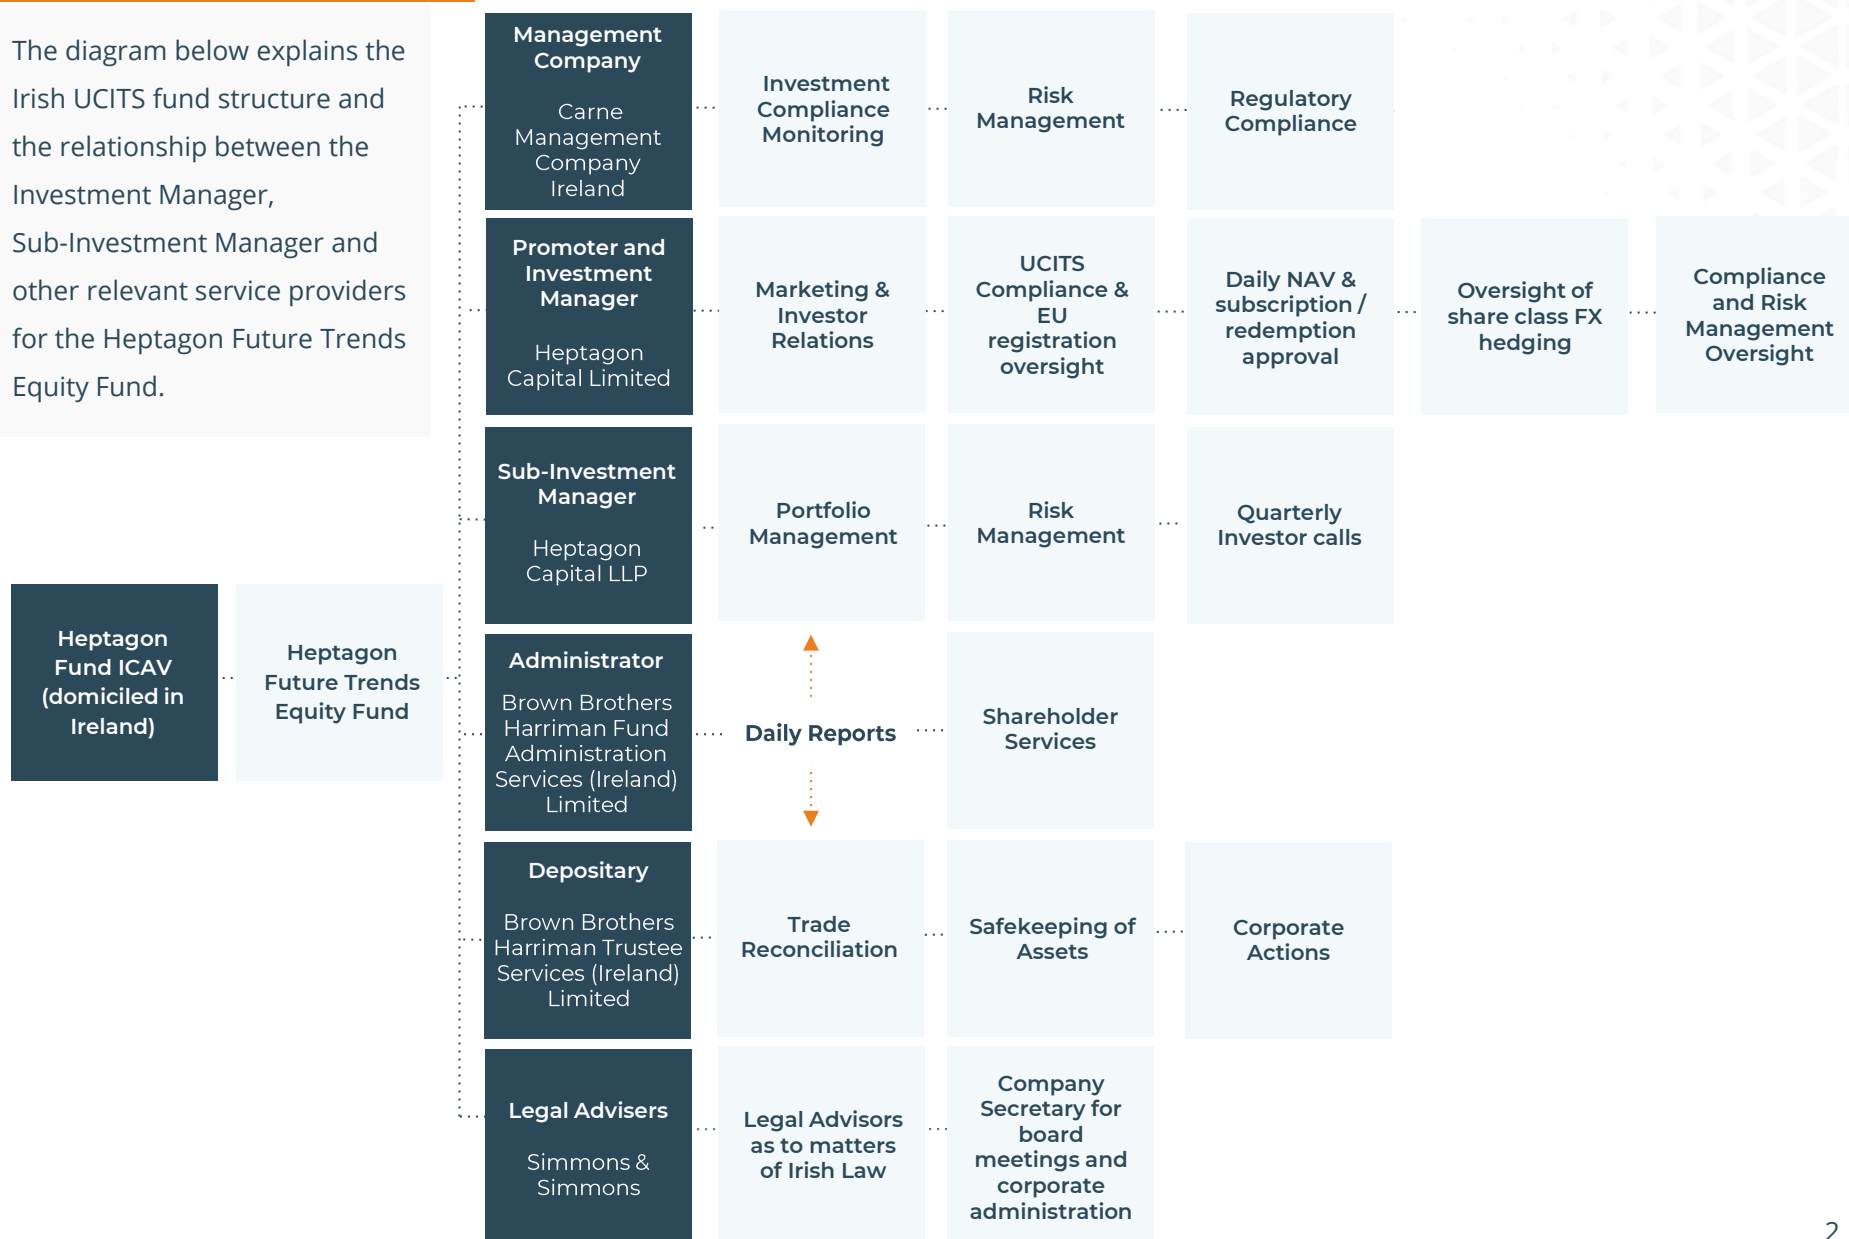 The diagram below explains the
Irish UCITS fund structure and
the relationship between the
Investment Manager,
Sub-Investment Manager and
other relevant service providers
for the Heptagon Future Trends
Equity Fund.
Heptagon
Fund ICAV
(domiciled in
Ireland)
Heptagon
Future Trends
Equity Fund
Management
Company
Carne
Management
Company
Ireland
Investment
Compliance
Monitoring
Risk
Management
Regulatory
Compliance
Promoter and
Investment
Manager
Heptagon
Capital Limited
Marketing &
Investor
Relations
UCITS
Compliance &
EU
registration
oversight
Daily NAV &
subscription /
redemption
approval
Oversight of
share class FX
hedging
Compliance
and Risk
Management
Oversight
Sub-Investment
Manager
Heptagon
Capital LLP
Portfolio
Management
Risk
Management
Quarterly
Investor calls
Administrator
Brown Brothers
Harriman Fund
Administration
Services (Ireland)
Limited
Daily Reports
Shareholder
Services
Depositary
Brown Brothers
Harriman Trustee
Services (Ireland)
Limited
Trade
Reconciliation
Safekeeping of
Assets
Corporate
Actions
Legal Advisers
Simmons &
Simmons
Legal Advisors
as to matters
of Irish Law
Company
Secretary for
board
meetings and
corporate
administration
2